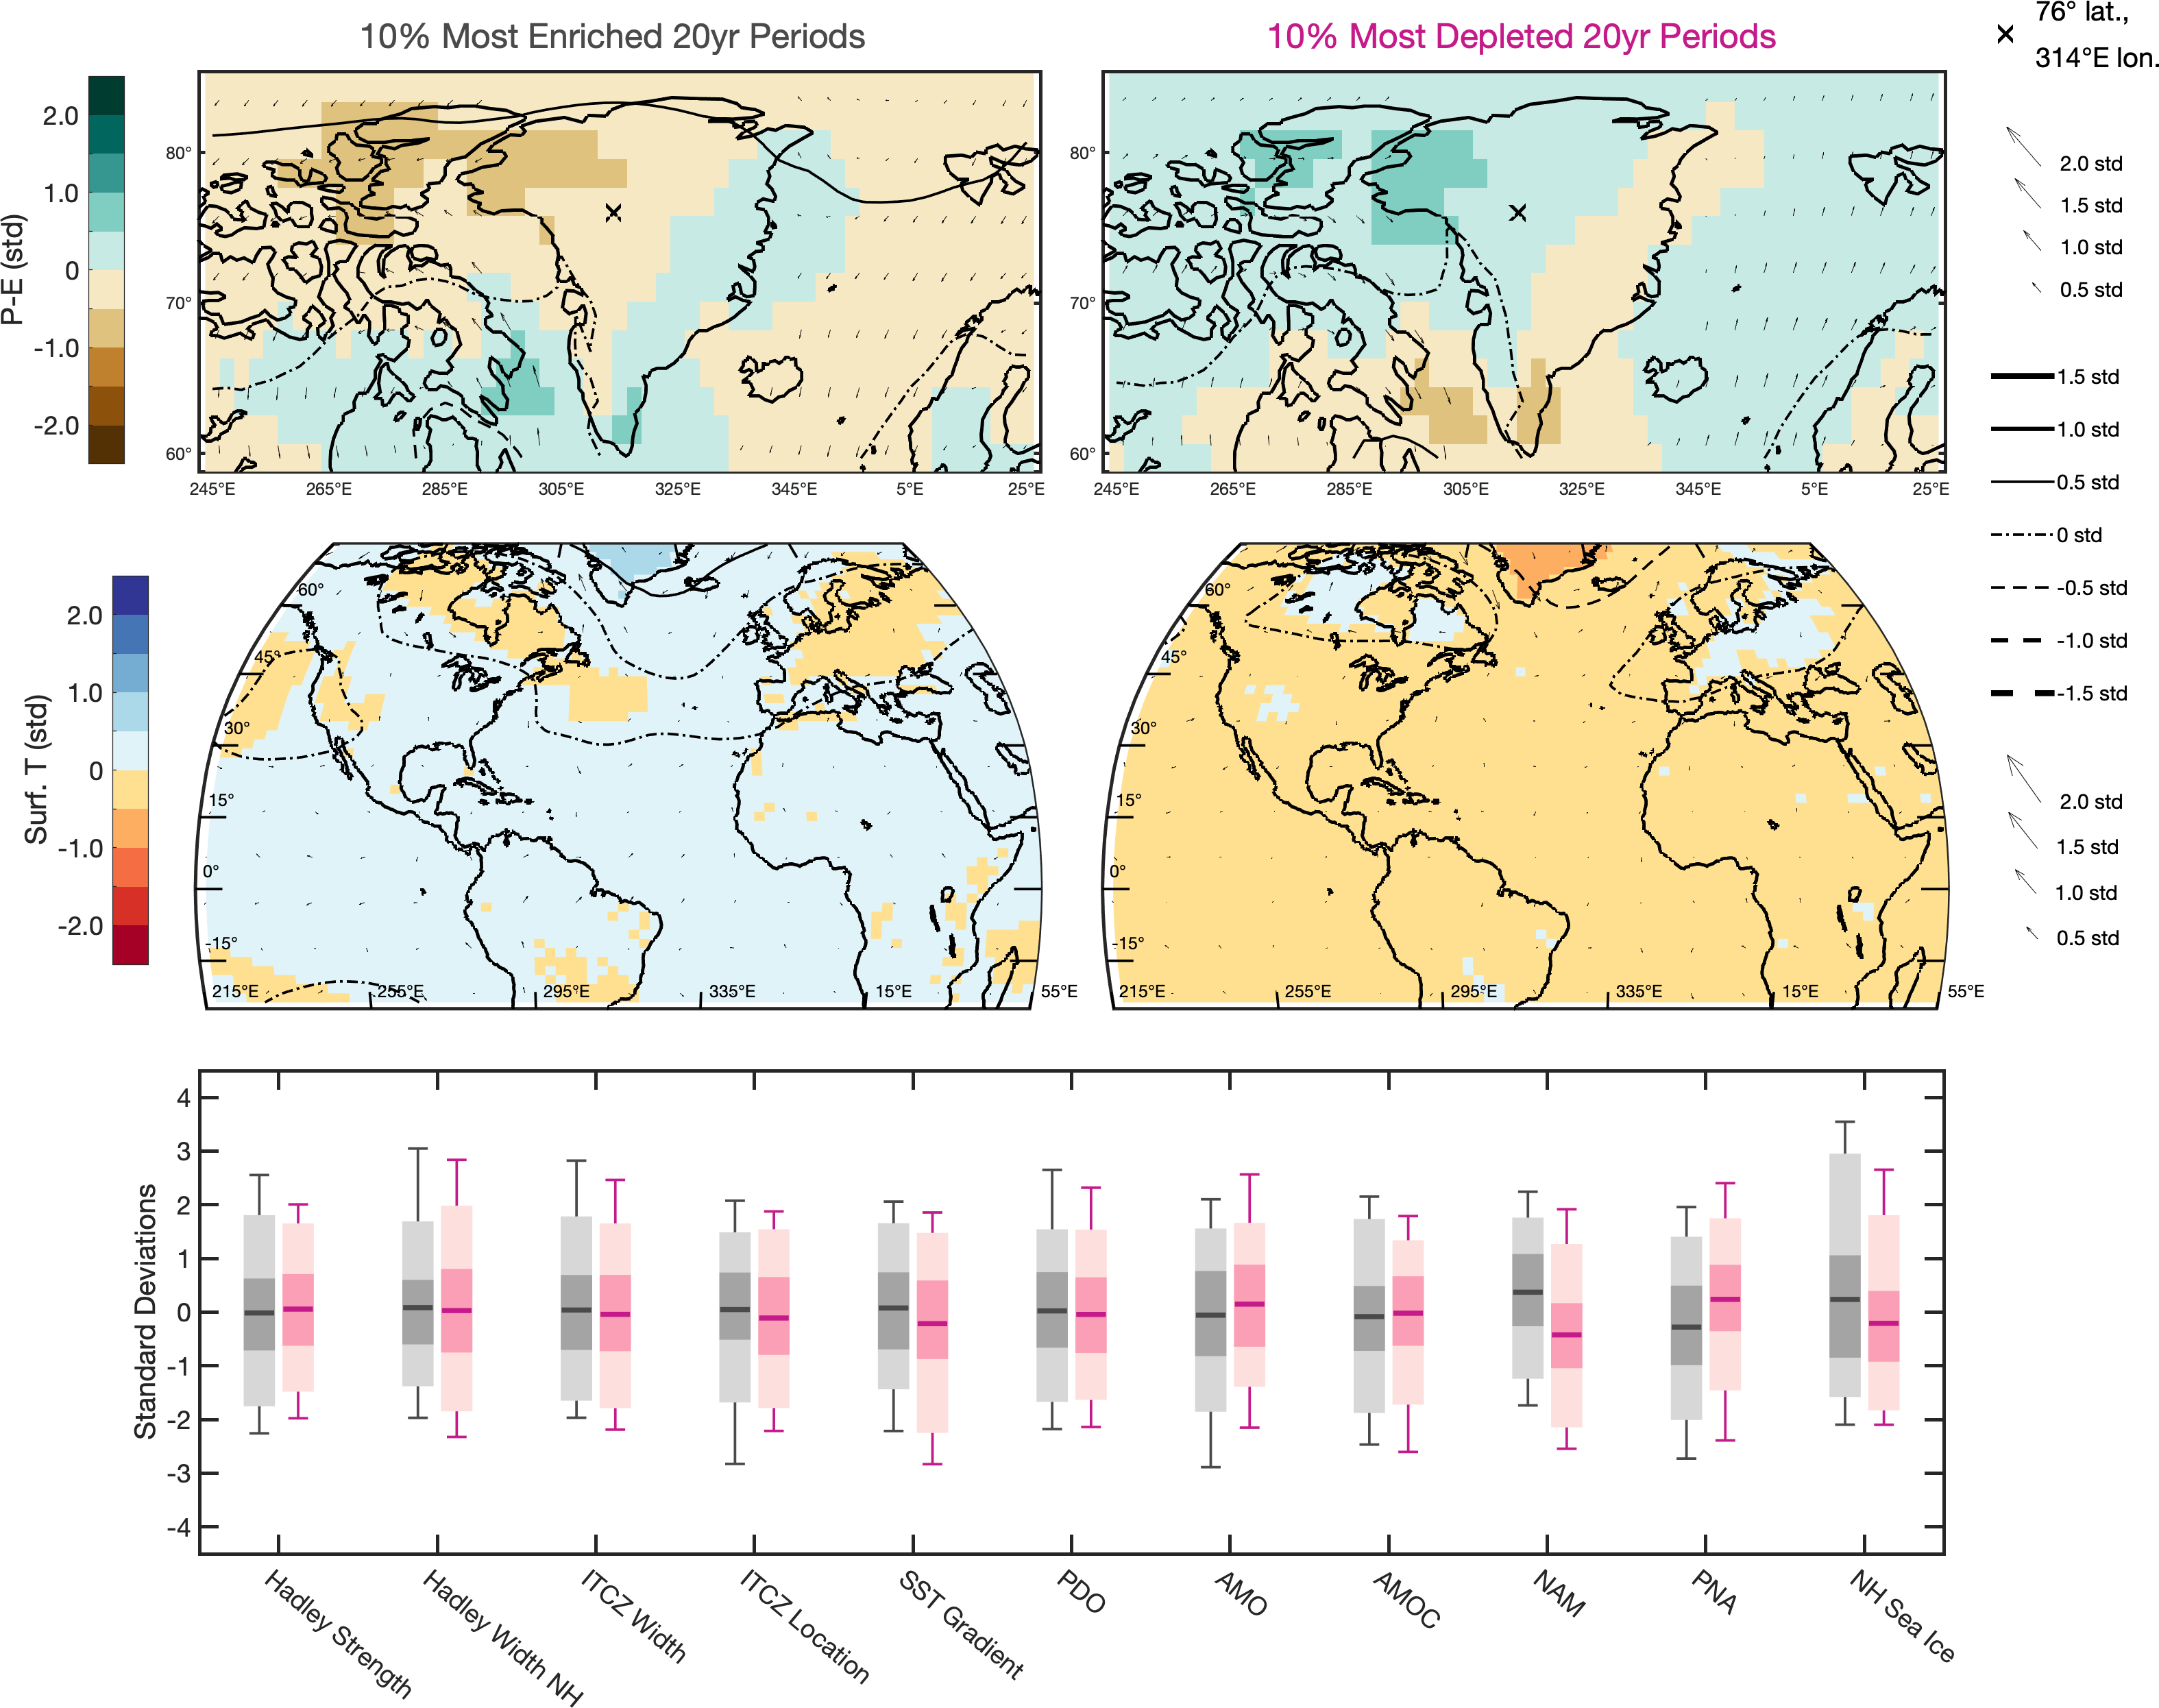 10% Most Enriched 20yr Periods
10% Most Depleted 20yr Periods
76° lat.,
314°E lon.
P-E (std)
2.0
1.0
0
-1.0
-2.0
80°
70°
60°
245°E 265°E 285°E 305°E 325°E 345°E 5°E 25°E
80°
70°
60°
245°E 265°E 285°E 305°E 325°E 345°E 5°E 25°E
2.0 std
1.5 std
1.0 std
0.5 std
1.5 std
1.0 std
0.5 std
0 std
-0.5 std
-1.0 std
-1.5 std
Surf. T (std)
2.0
1.0
0
-1.0
-2.0
60°
45°
30°
15°
0°
-15°
215°E 255°E 295°E 335°E 15°E 55°E
60°
45°
30°
15°
0°
-15°
215°E 255°E 295°E 335°E 15°E 55°E
2.0 std
1.5 std
1.0 std
0.5 std
Standard Deviations
4
3
2
1
0
-1
-2
-3
-4
Hadley Strength
Hadley Width NH
ITCZ Width
ITCZ Location
SST Gradient
PDO
AMO
AMOC
NAM
PNA
NH Sea Ice